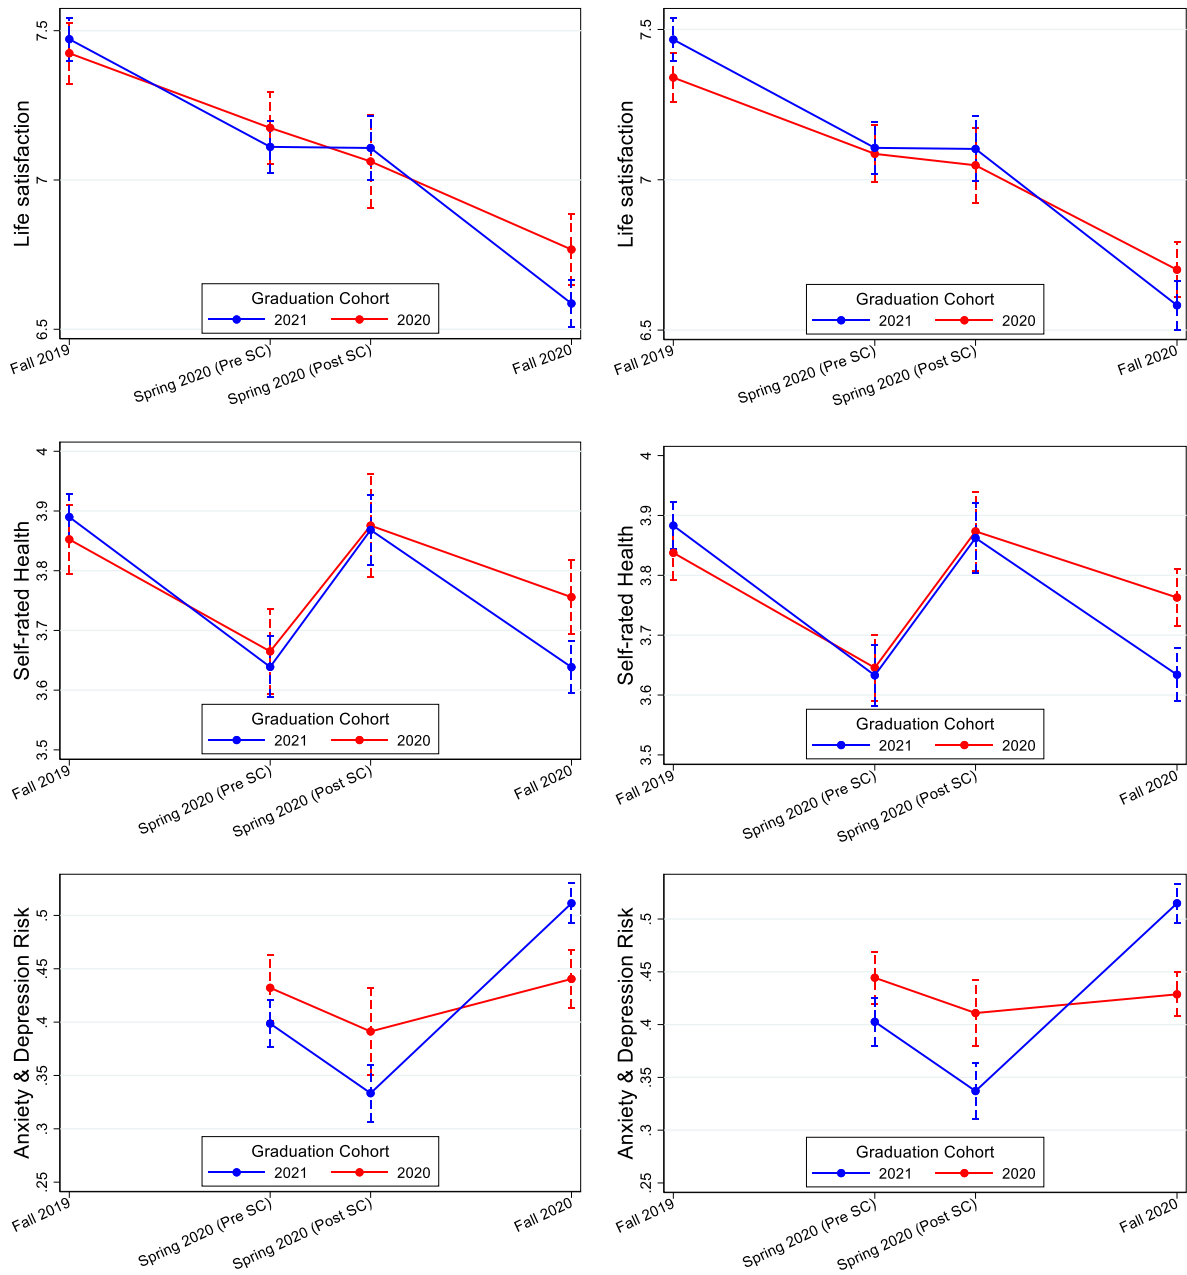 Life satisfaction
7.5
7
6.5
Graduation Cohort
2021 2020
Fall 2019 Spring 2020 (Pre SC) Spring 2020 (Post SC) Fall 2020
Life satisfaction
7.5
7
6.5
Graduation Cohort
2021 2020
Fall 2019 Spring 2020 (Pre SC) Spring 2020 (Post SC) Fall 2020
Self-rated Health
4
3.9
3.8
3.7
3.6
3.5
Graduation Cohort
2021 2020
Fall 2019 Spring 2020 (Pre SC) Spring 2020 (Post SC) Fall 2020
Self-rated Health
4
3.9
3.8
3.7
3.6
3.5
Graduation Cohort
2021 2020
Fall 2019 Spring 2020 (Pre SC) Spring 2020 (Post SC) Fall 2020
Anxiety & Depression Risk
.5
.45
.4
.35
.3
.25
Graduation Cohort
2021 2020
Fall 2019 Spring 2020 (Pre SC) Spring 2020 (Post SC) Fall 2020
Anxiety & Depression Risk
.5
.45
.4
.35
.3
.25
Graduation Cohort
2021 2020
Fall 2019 Spring 2020 (Pre SC) Spring 2020 (Post SC) Fall 2020